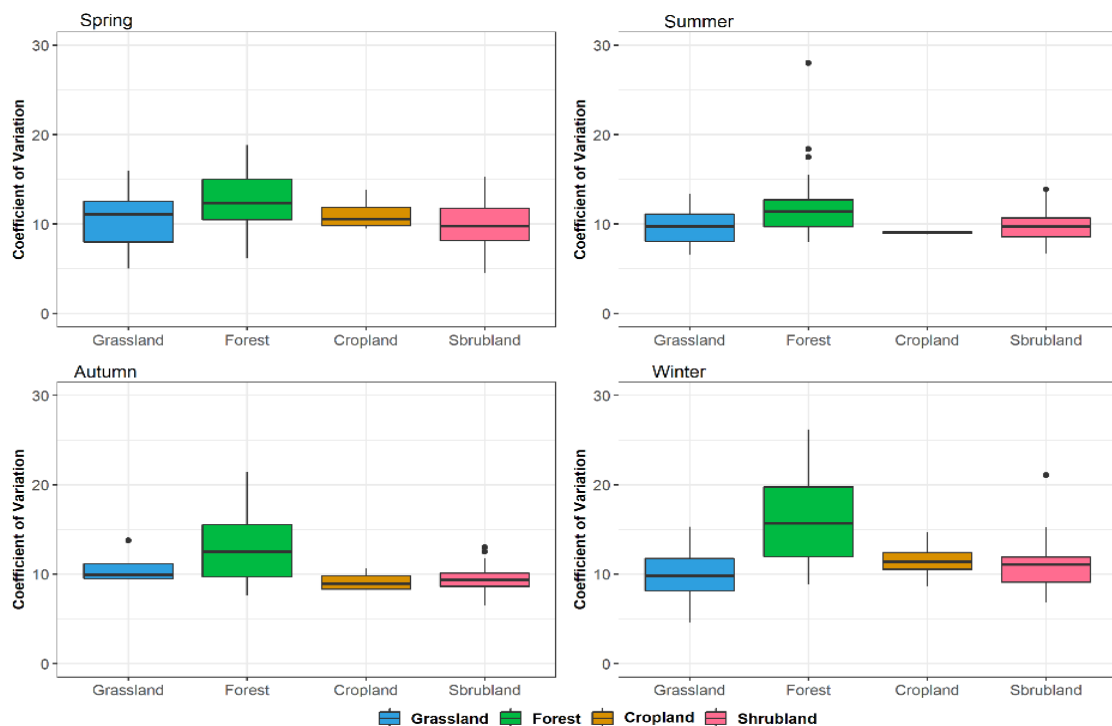 Spring
Coefficient of Variation
30
20
10
0
Grassland Forest Cropland Sbrubland
Summer
Coefficient of Variation
30
20
10
0
Grassland Forest Cropland Sbrubland
Autumn
Coefficient of Variation
30
20
10
0
Grassland Forest Cropland Sbrubland
Winter
Coefficient of Variation
30
20
10
0
Grassland Forest Cropland Sbrubland
Grassland Forest Cropland Shrubland